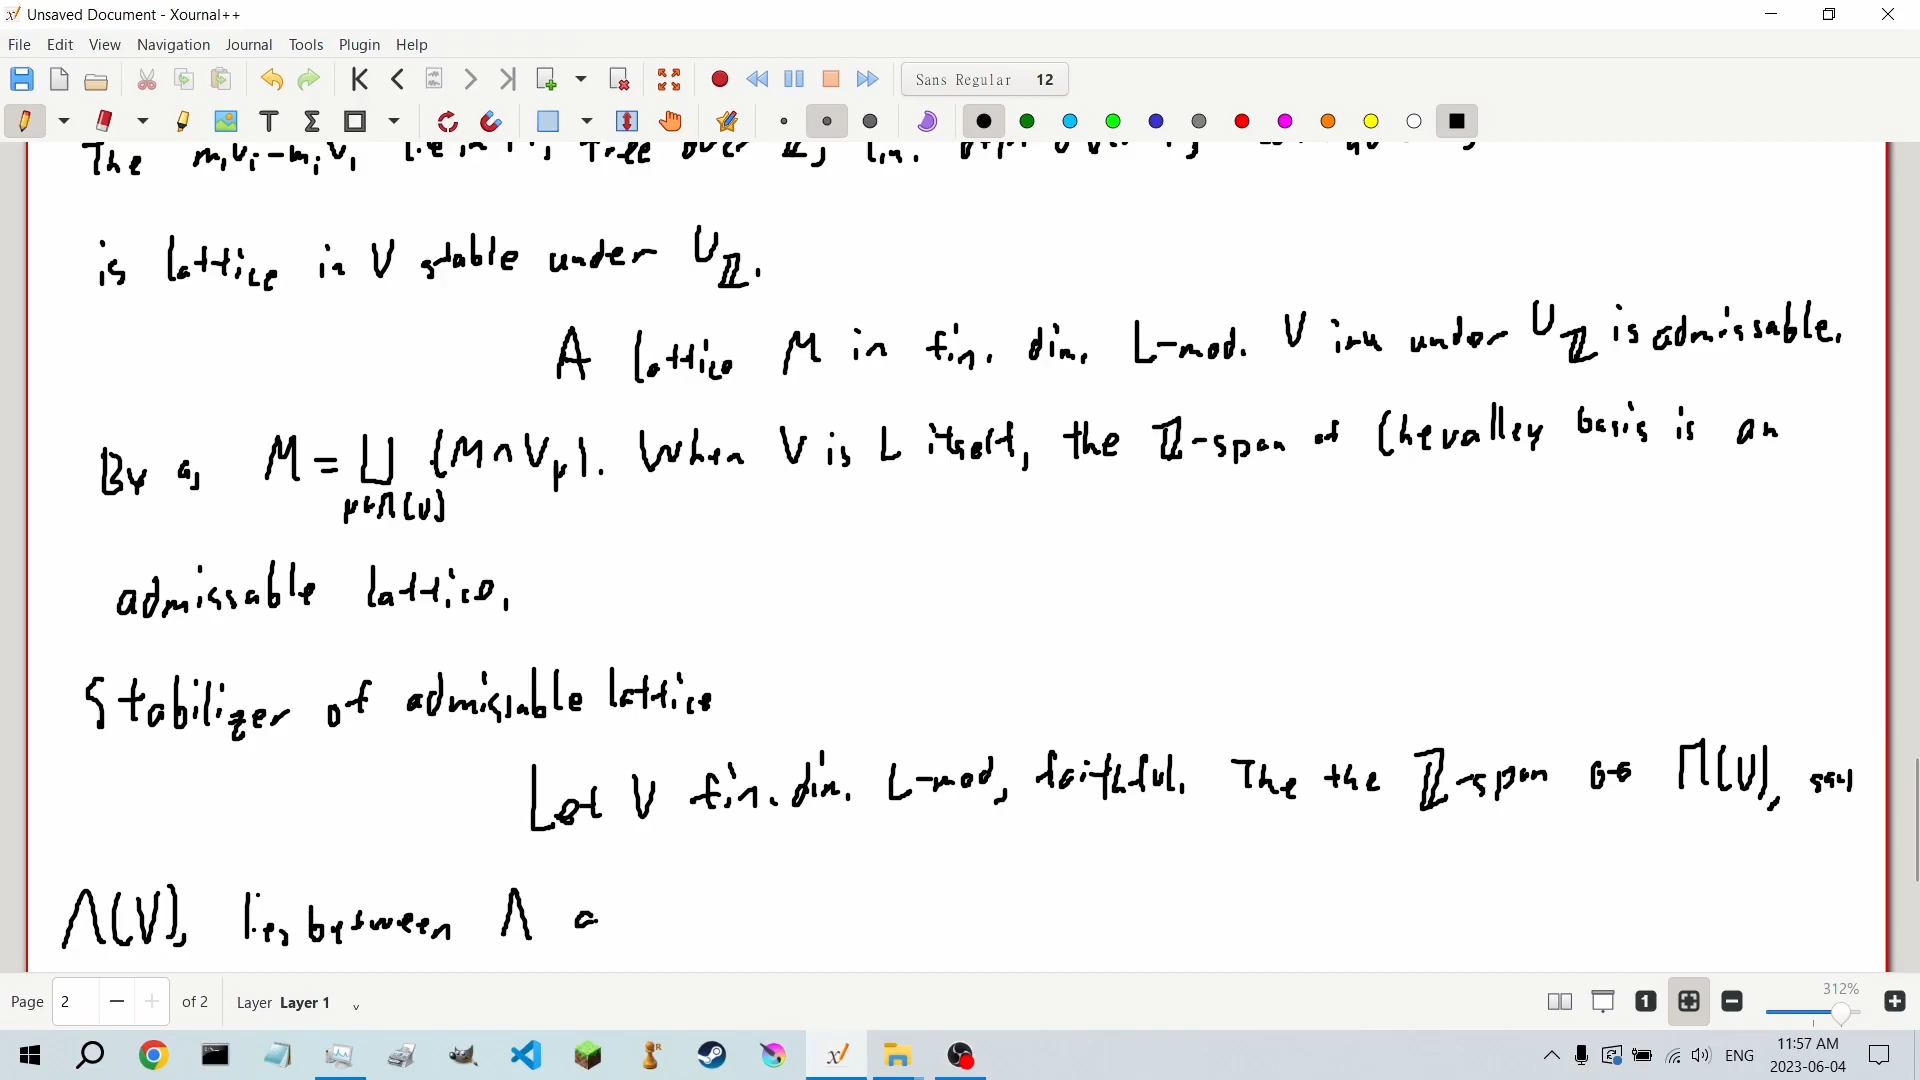 Unsaved Document - Xournal++
File Edit View Navigation Journal Tools Plugin Help
Sans Regular 12
The
is lattice in V stable under U_ℤ.
A lattice M in fin. dim. L-mod. V inv under U_ℤ is admissable.
By a, M = ∐ (M ∩ V_μ). When V is L itself, the ℤ-span of Chevalley basis is an
μ∈Π(V)
admissable lattice.
Stabilizer of admissable lattice
Let V fin. dim. L-mod, faithful. The the ℤ-span of Π(V), say
Λ(V), lies between Λ a
Page 2 of 2 Layer Layer 1 312%
ENG 11:57 AM
2023-06-04